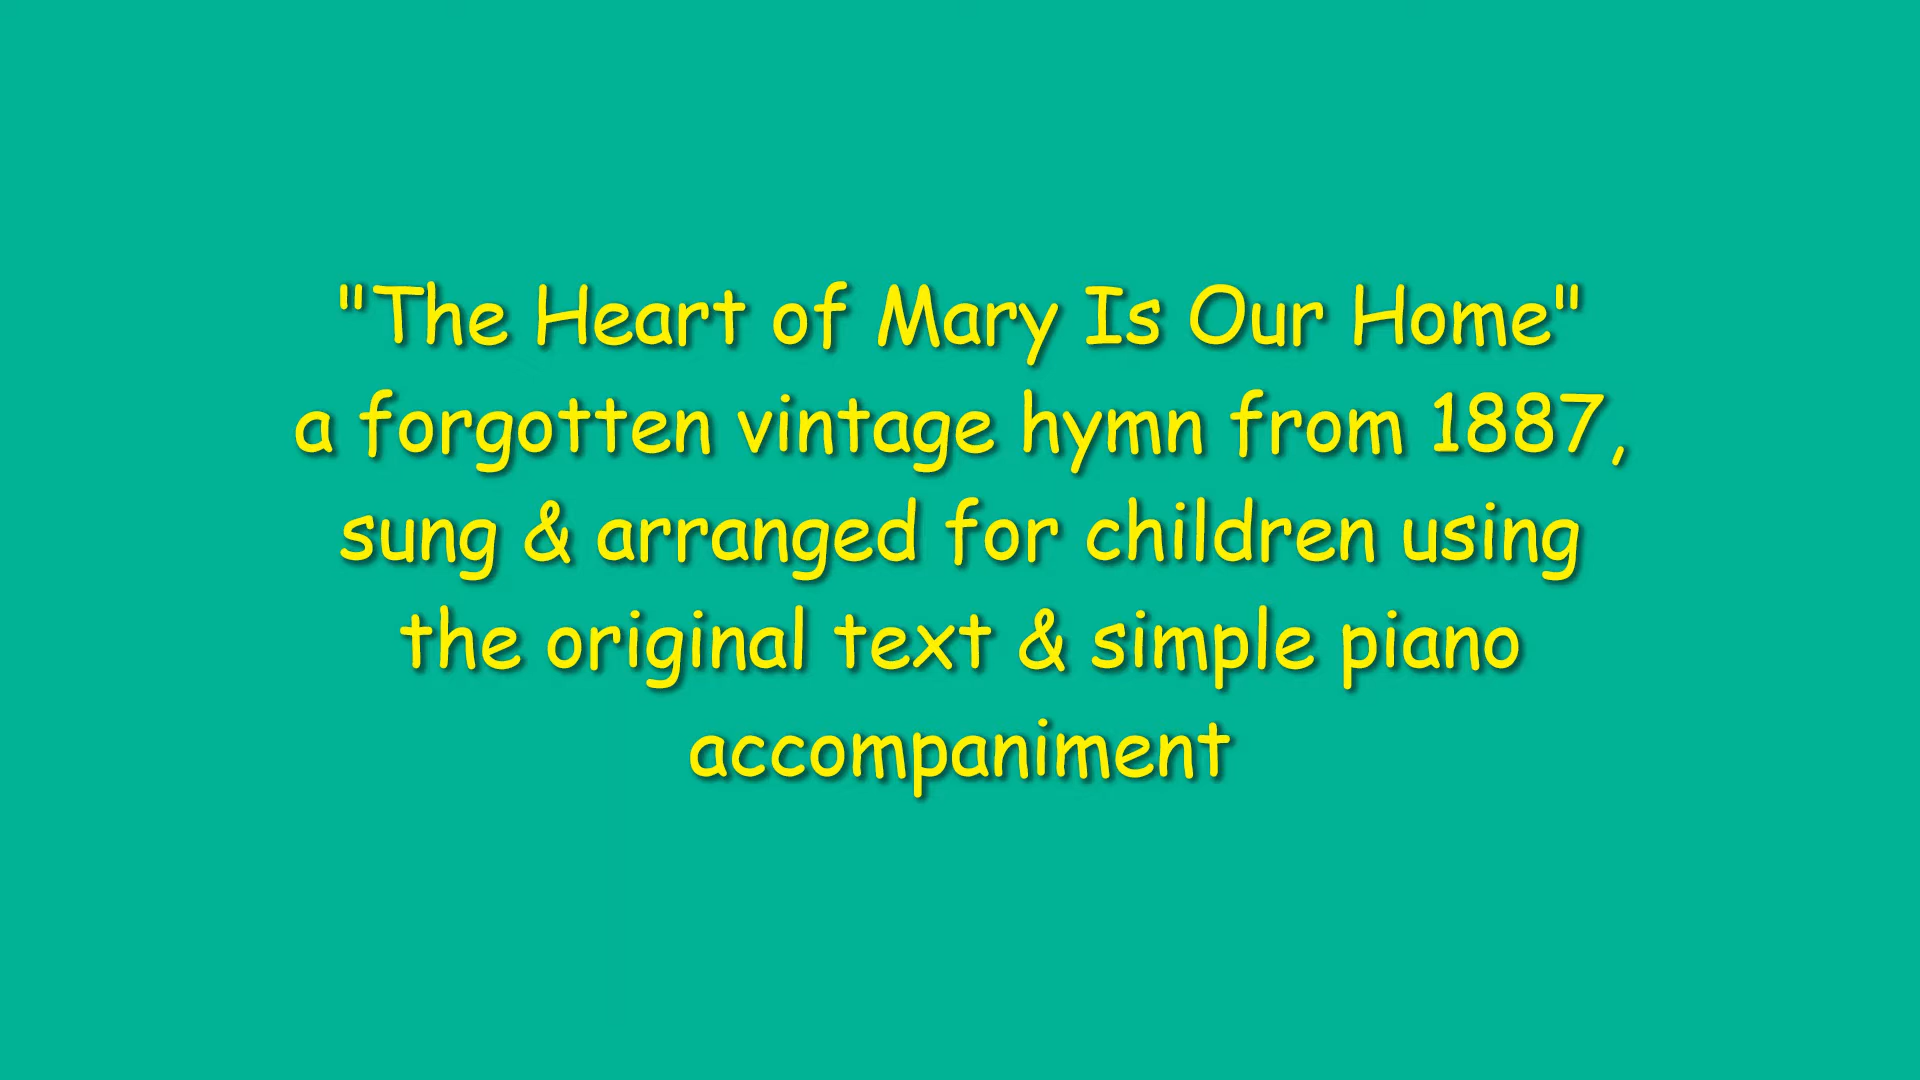 "The Heart of Mary Is Our Home"
a forgotten vintage hymn from 1887,
sung & arranged for children using
the original text & simple piano
accompaniment